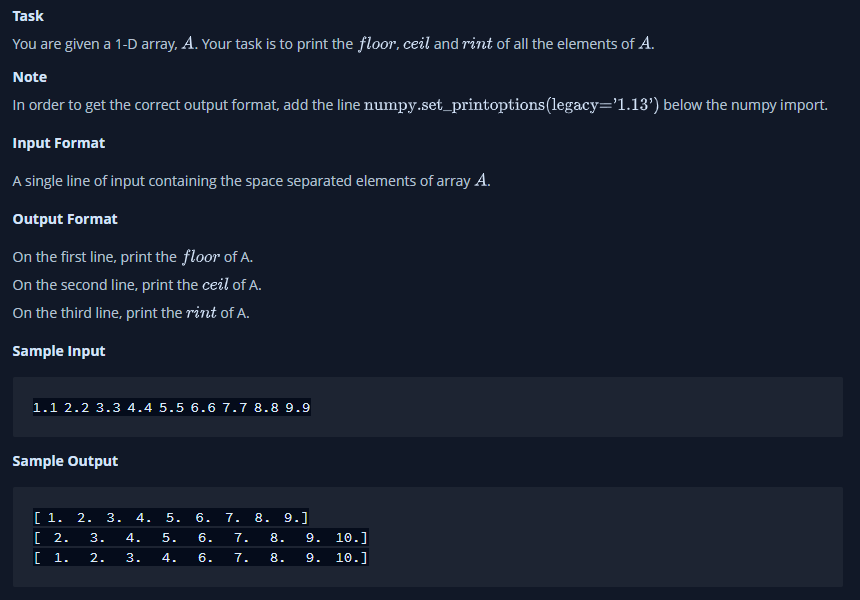 Task
You are given a 1-D array, A. Your task is to print the floor, ceil and rint of all the elements of A.
Note
In order to get the correct output format, add the line numpy.set_printoptions(legacy='1.13') below the numpy import.
Input Format
A single line of input containing the space separated elements of array A.
Output Format
On the first line, print the floor of A.
On the second line, print the ceil of A.
On the third line, print the rint of A.
Sample Input
1.1 2.2 3.3 4.4 5.5 6.6 7.7 8.8 9.9
Sample Output
[ 1.  2.  3.  4.  5.  6.  7.  8.  9.]
[  2.   3.   4.   5.   6.   7.   8.   9.  10.]
[  1.   2.   3.   4.   6.   7.   8.   9.  10.]